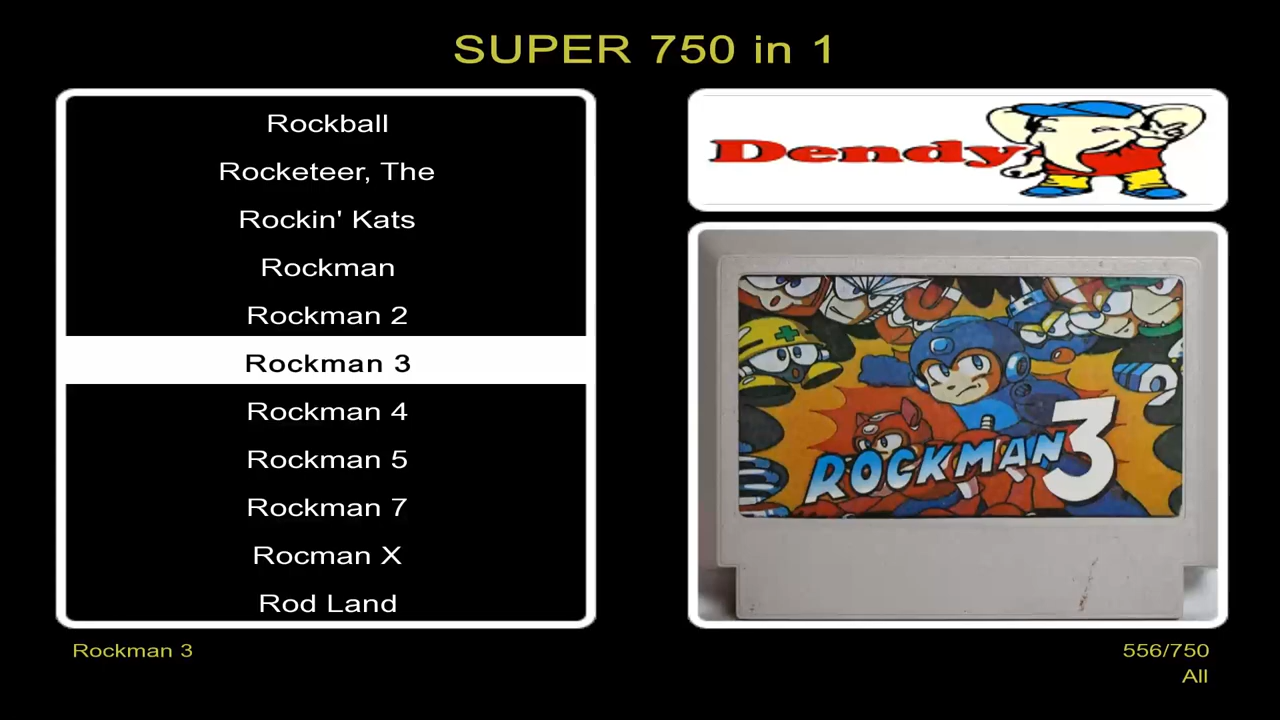 SUPER 750 in 1
Rockball
Rocketeer, The
Rockin' Kats
Rockman
Rockman 2
Rockman 3
Rockman 4
Rockman 5
Rockman 7
Rocman X
Rod Land
Dendy
ROCKMAN 3
Rockman 3
556/750
All